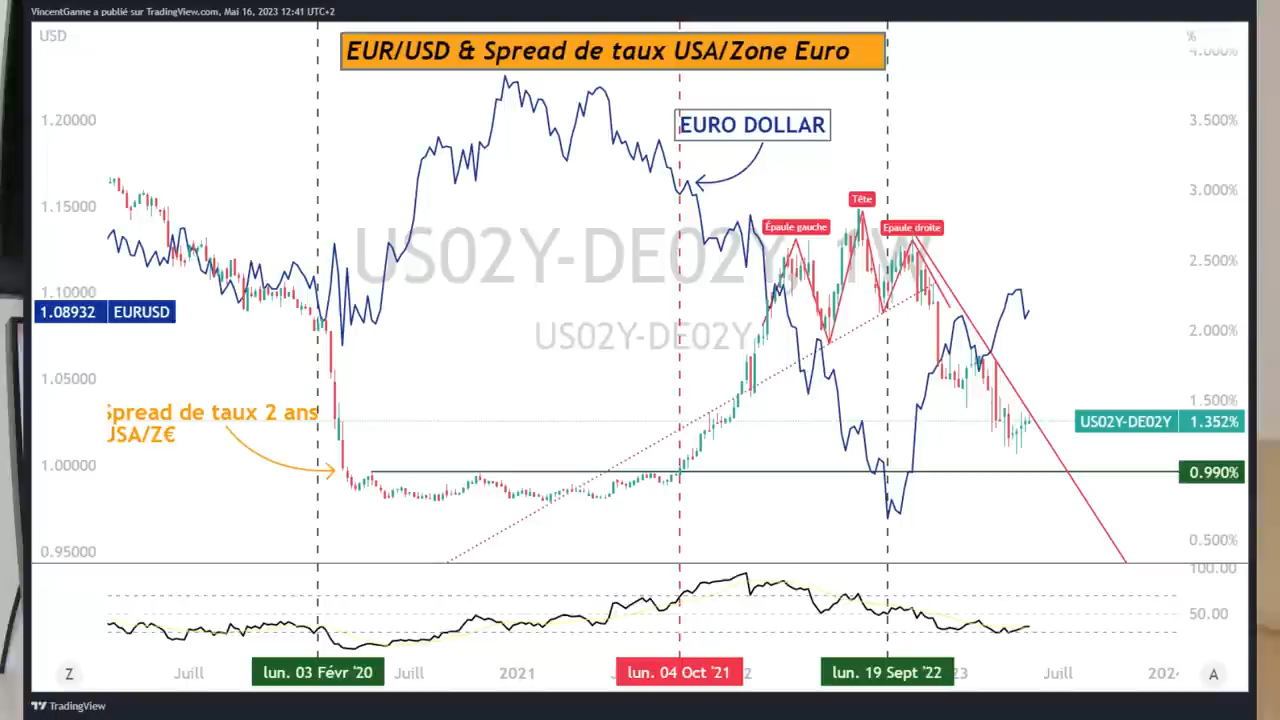 VincentGanne a publié sur TradingView.com, Mai 16, 2023 12:41 UTC+2
USD
%
EUR/USD & Spread de taux USA/Zone Euro
4.000%
1.20000
EURO DOLLAR
3.500%
3.000%
Tête
1.15000
Épaule gauche
Epaule droite
US02Y-DE02Y, 1W
2.500%
1.10000
1.08932 EURUSD
US02Y-DE02Y
2.000%
1.05000
1.500%
Spread de taux 2 ans
USA/Z€
US02Y-DE02Y 1.352%
1.00000
0.990%
0.500%
0.95000
100.00
50.00
Z
Juill
lun. 03 Févr '20
Juill
2021
lun. 04 Oct '21
lun. 19 Sept '22
Juill
A
TradingView